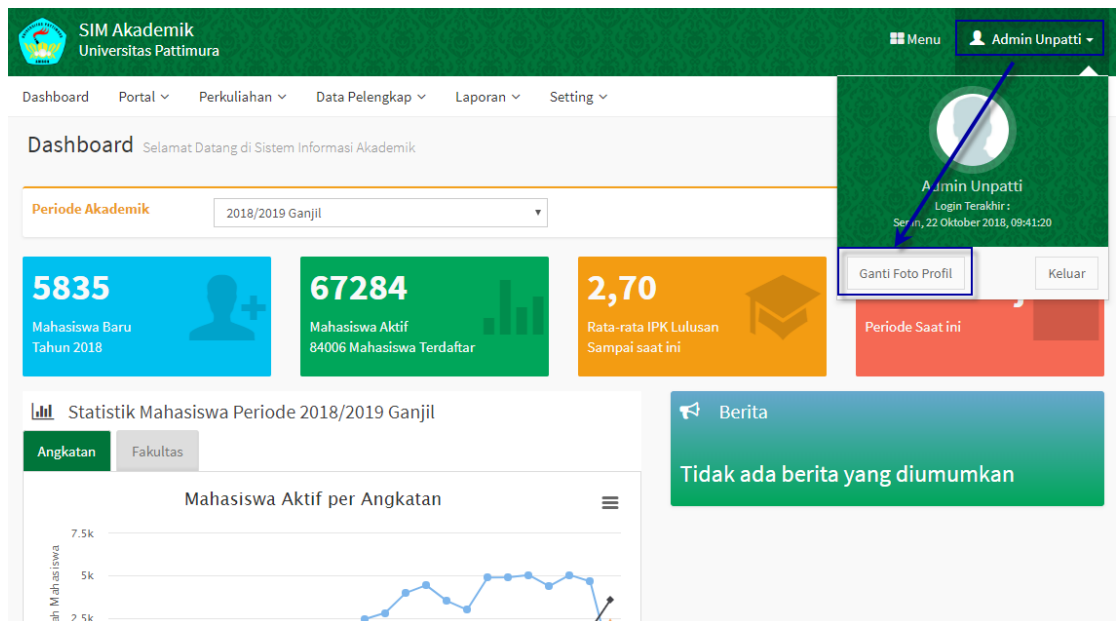 SIM Akademik
Universitas Pattimura
Menu
Admin Unpatti
Dashboard Portal Perkuliahan Data Pelengkap Laporan Setting
Dashboard Selamat Datang di Sistem Informasi Akademik
Admin Unpatti
Login Terakhir :
Senin, 22 Oktober 2018, 09:41:20
Ganti Foto Profil
Keluar
Periode Akademik
2018/2019 Ganjil
5835
Mahasiswa Baru
Tahun 2018
67284
Mahasiswa Aktif
84006 Mahasiswa Terdaftar
2,70
Rata-rata IPK Lulusan
Sampai saat ini
Periode Saat ini
Statistik Mahasiswa Periode 2018/2019 Ganjil
Angkatan
Fakultas
Mahasiswa Aktif per Angkatan
7.5k
5k
2.5k
Mahasiswa
Berita
Tidak ada berita yang diumumkan